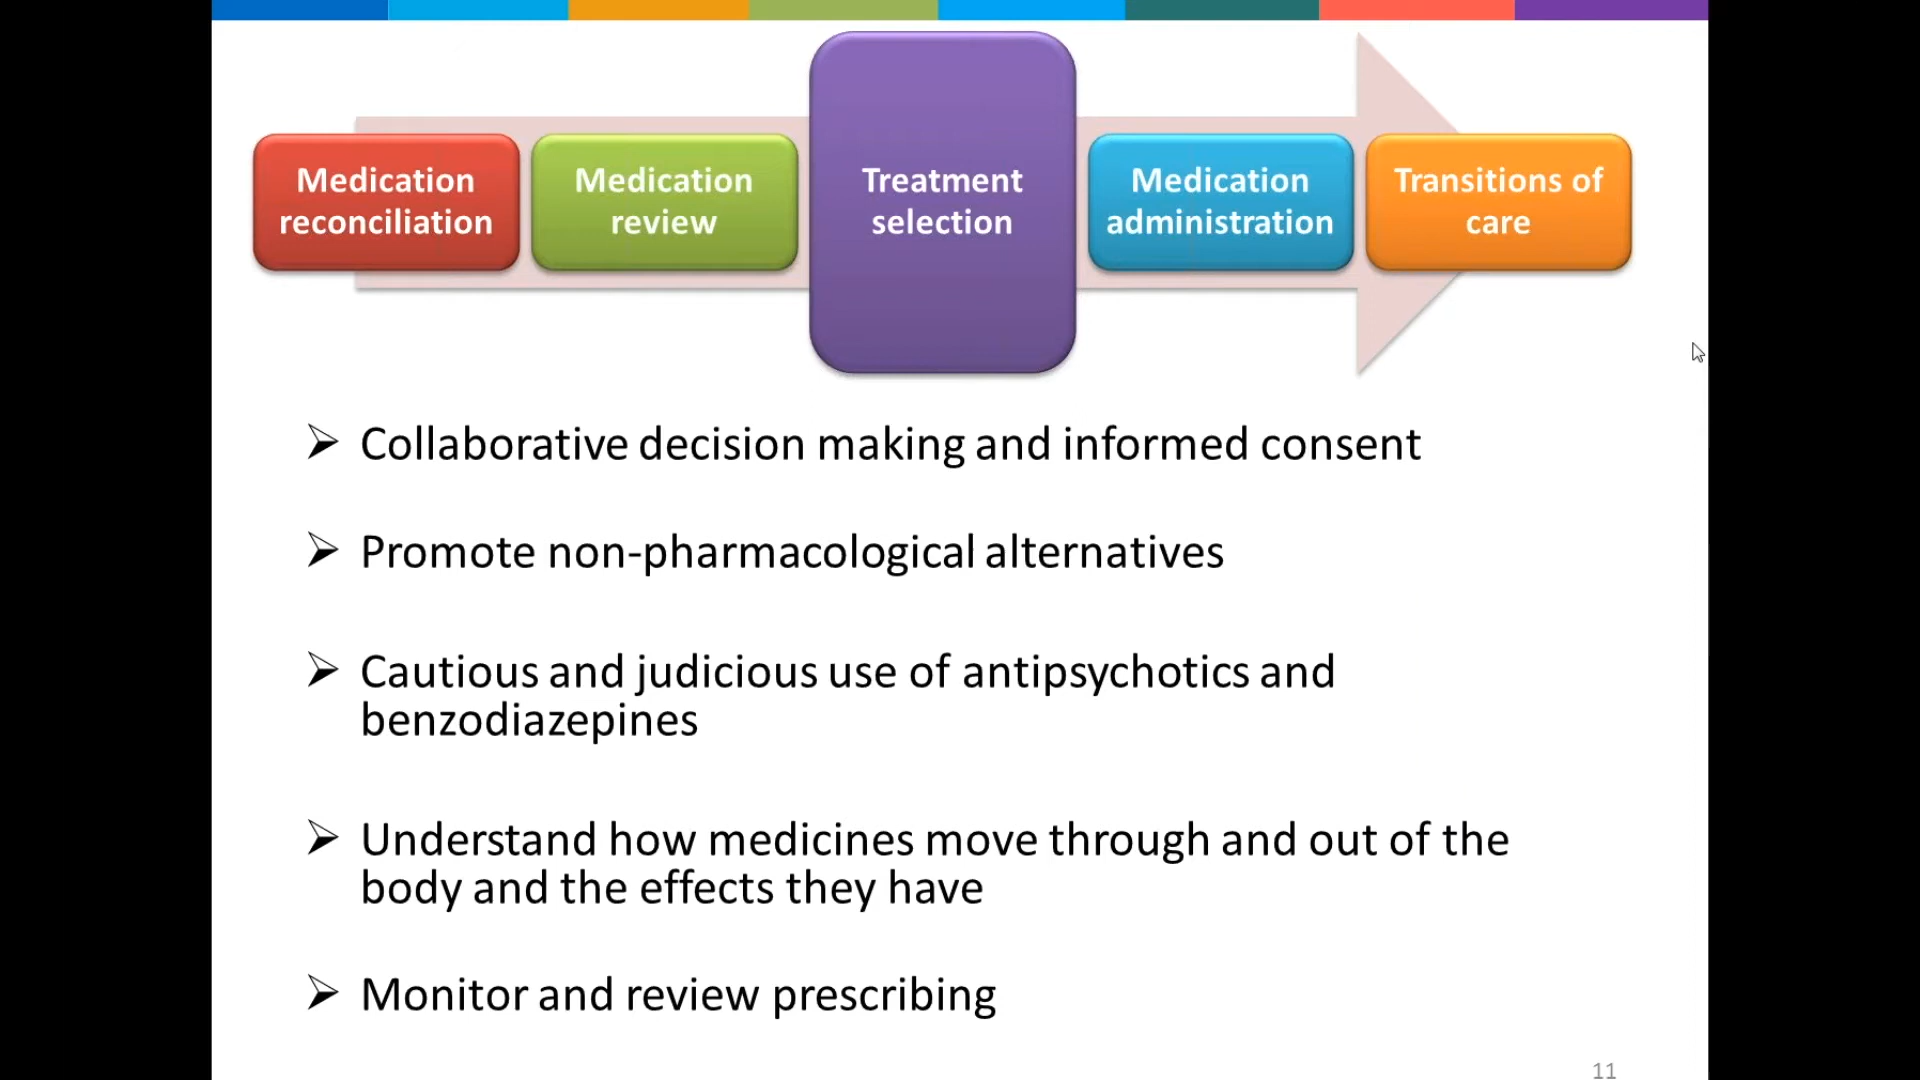 Medication
reconciliation
Medication
review
Treatment
selection
Medication
administration
Transitions of
care
Collaborative decision making and informed consent
Promote non-pharmacological alternatives
Cautious and judicious use of antipsychotics and
benzodiazepines
Understand how medicines move through and out of the
body and the effects they have
Monitor and review prescribing
11